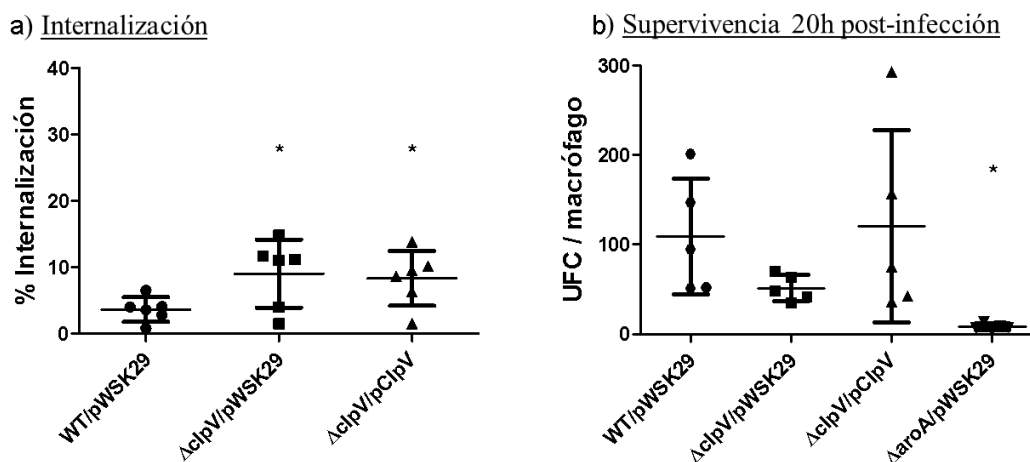 a) Internalización
% Internalización
40
30
20
10
0
* *
WT/pWSK29
ΔclpV/pWSK29
ΔclpV/pClpV
b) Supervivencia 20h post-infección
UFC / macrófago
300
200
100
0
*
WT/pWSK29
ΔclpV/pWSK29
ΔclpV/pClpV
ΔaroA/pWSK29